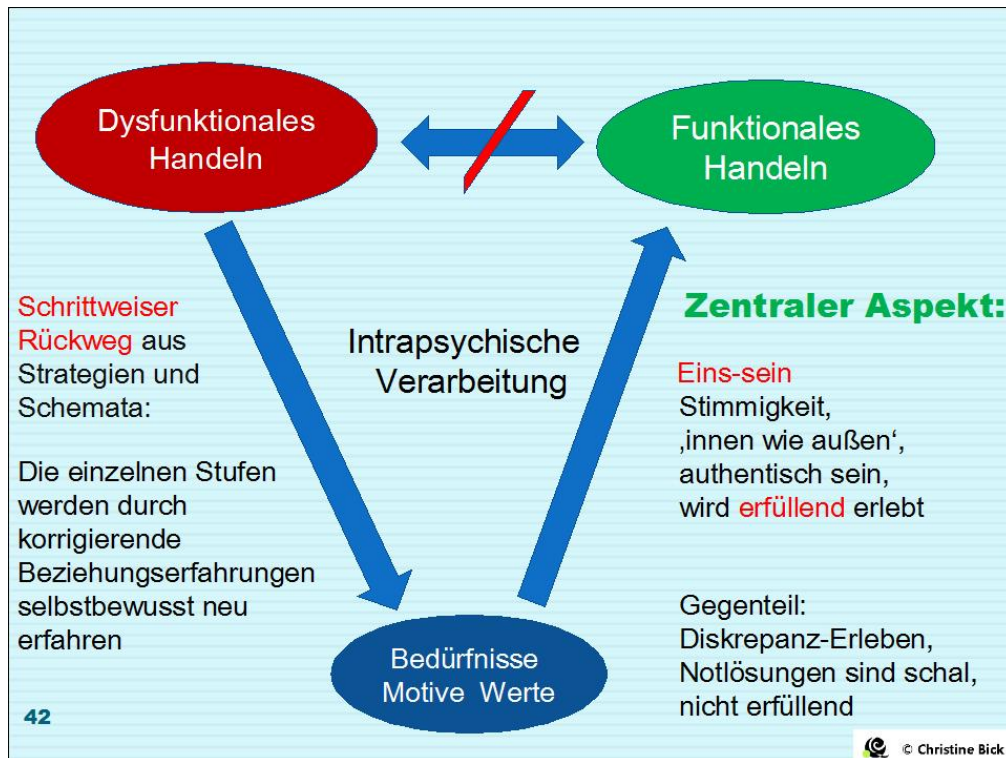 Dysfunktionales
Handeln
Funktionales
Handeln
Schrittweiser
Rückweg aus
Strategien und
Schemata:
Die einzelnen Stufen
werden durch
korrigierende
Beziehungserfahrungen
selbstbewusst neu
erfahren
Intrapsychische
Verarbeitung
Zentraler Aspekt:
Eins-sein
Stimmigkeit,
‚innen wie außen‘,
authentisch sein,
wird erfüllend erlebt
Gegenteil:
Diskrepanz-Erleben,
Notlösungen sind schal,
nicht erfüllend
Bedürfnisse
Motive Werte
42
© Christine Bick